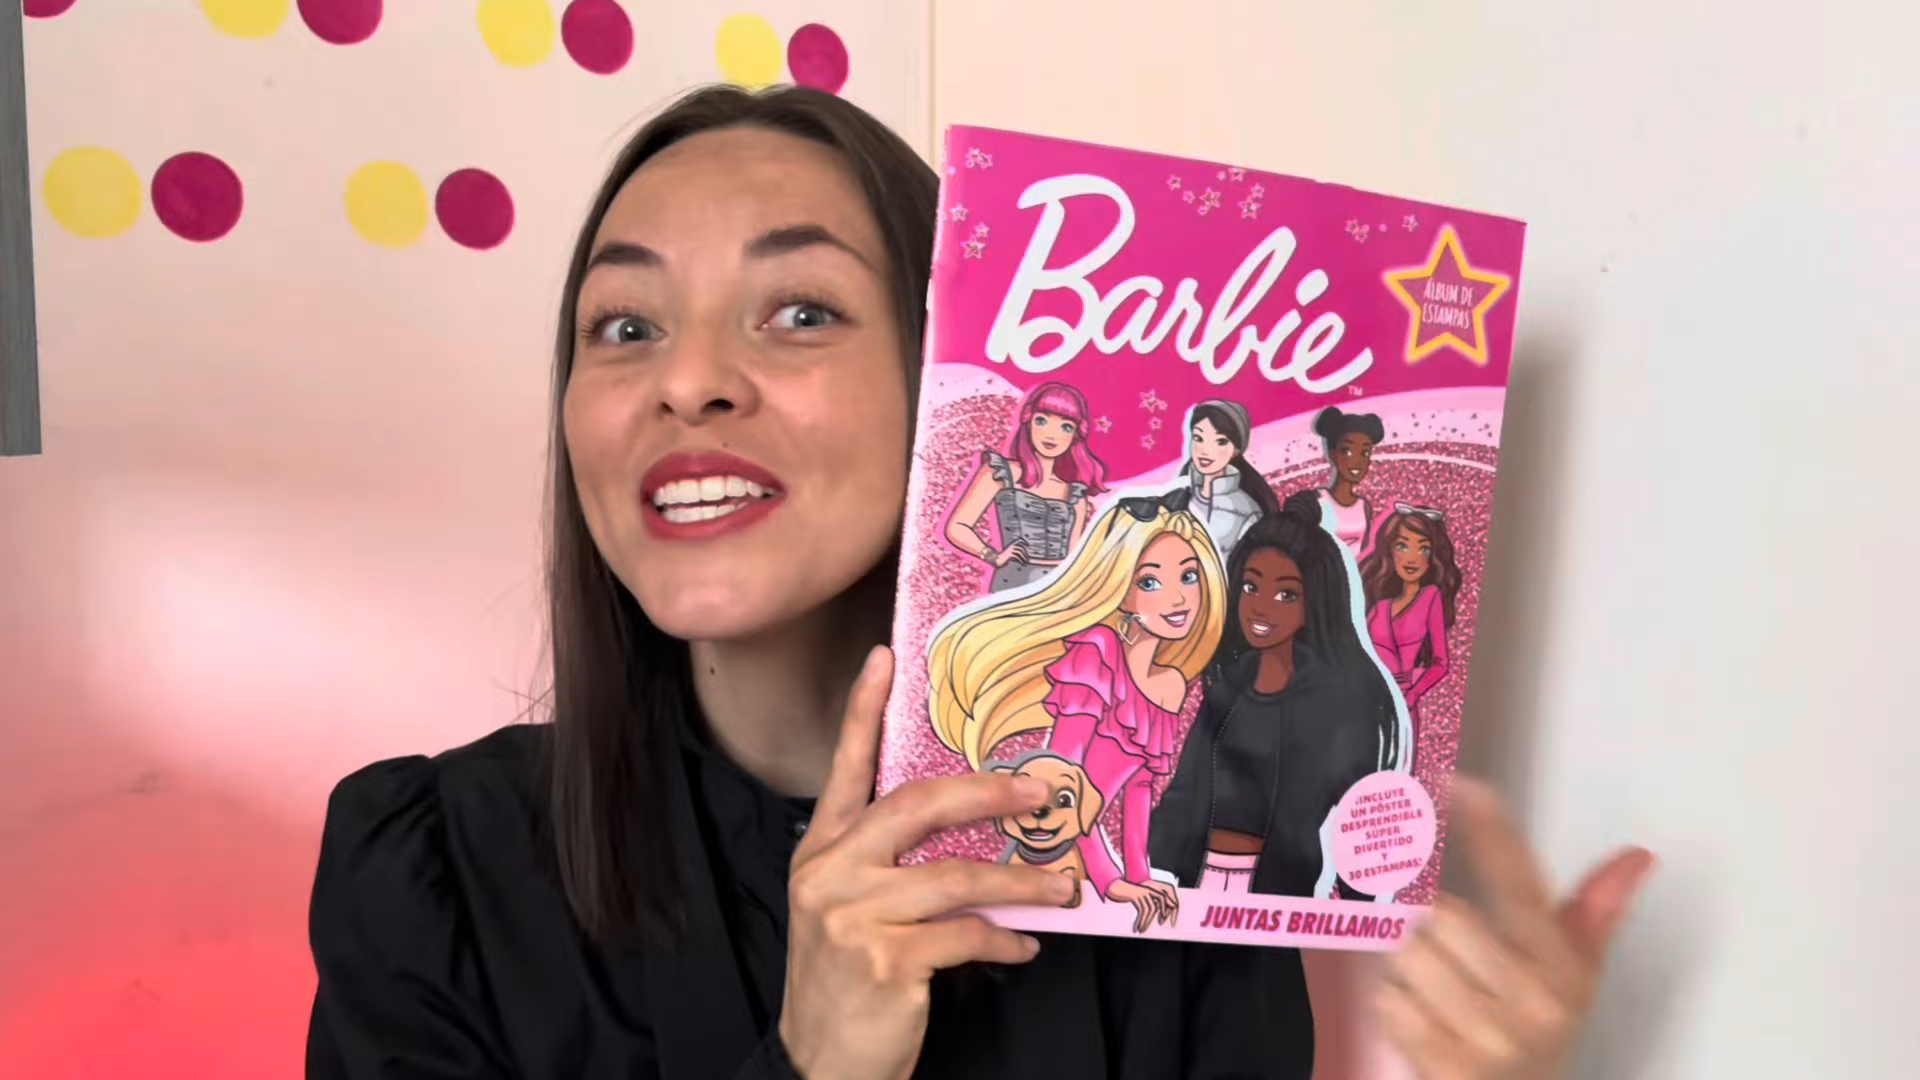 Barbie
TM
ÁLBUM DE
ESTAMPAS
¡INCLUYE
UN PÓSTER
DESPRENDIBLE
SÚPER
DIVERTIDO
Y
30 ESTAMPAS!
JUNTAS BRILLAMOS